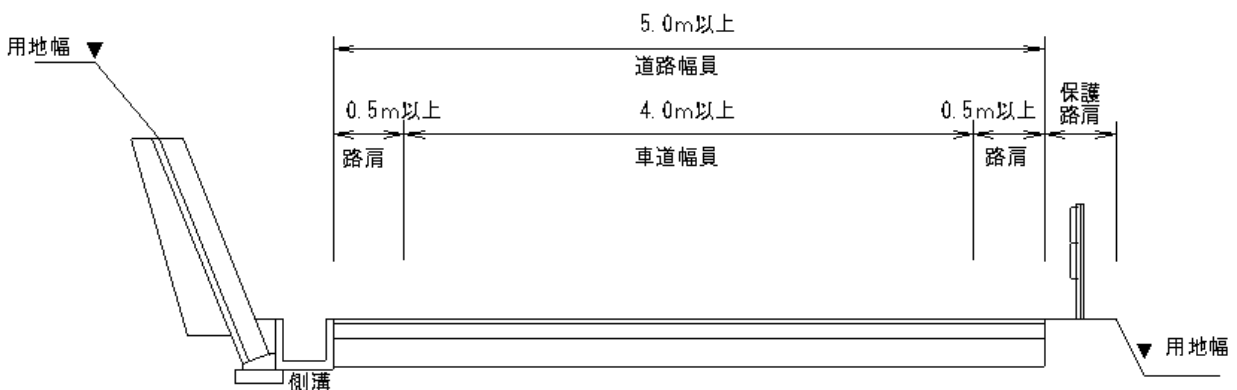 5.0m以上
用地幅 ▼
道路幅員
保護
路肩
0.5m以上
4.0m以上
0.5m以上
路肩
車道幅員
路肩
▼ 用地幅
側溝